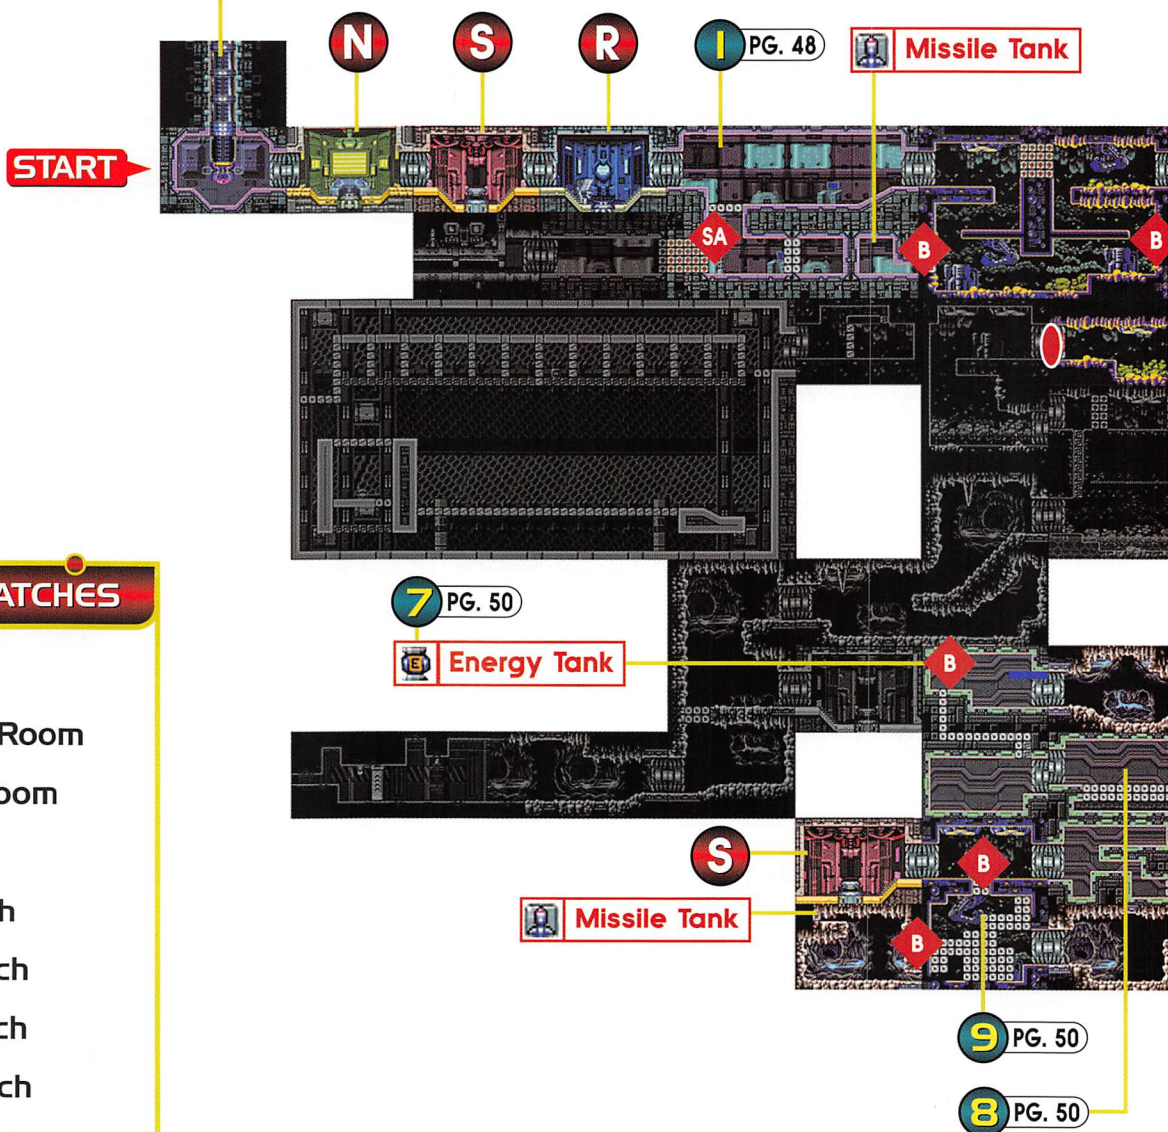 N
S
R
1 PG. 48
Missile Tank
START
SA
B
B
ATCHES
7 PG. 50
E Energy Tank
B
Room
oom
S
B
h
Missile Tank
B
ch
ch
9 PG. 50
ch
8 PG. 50